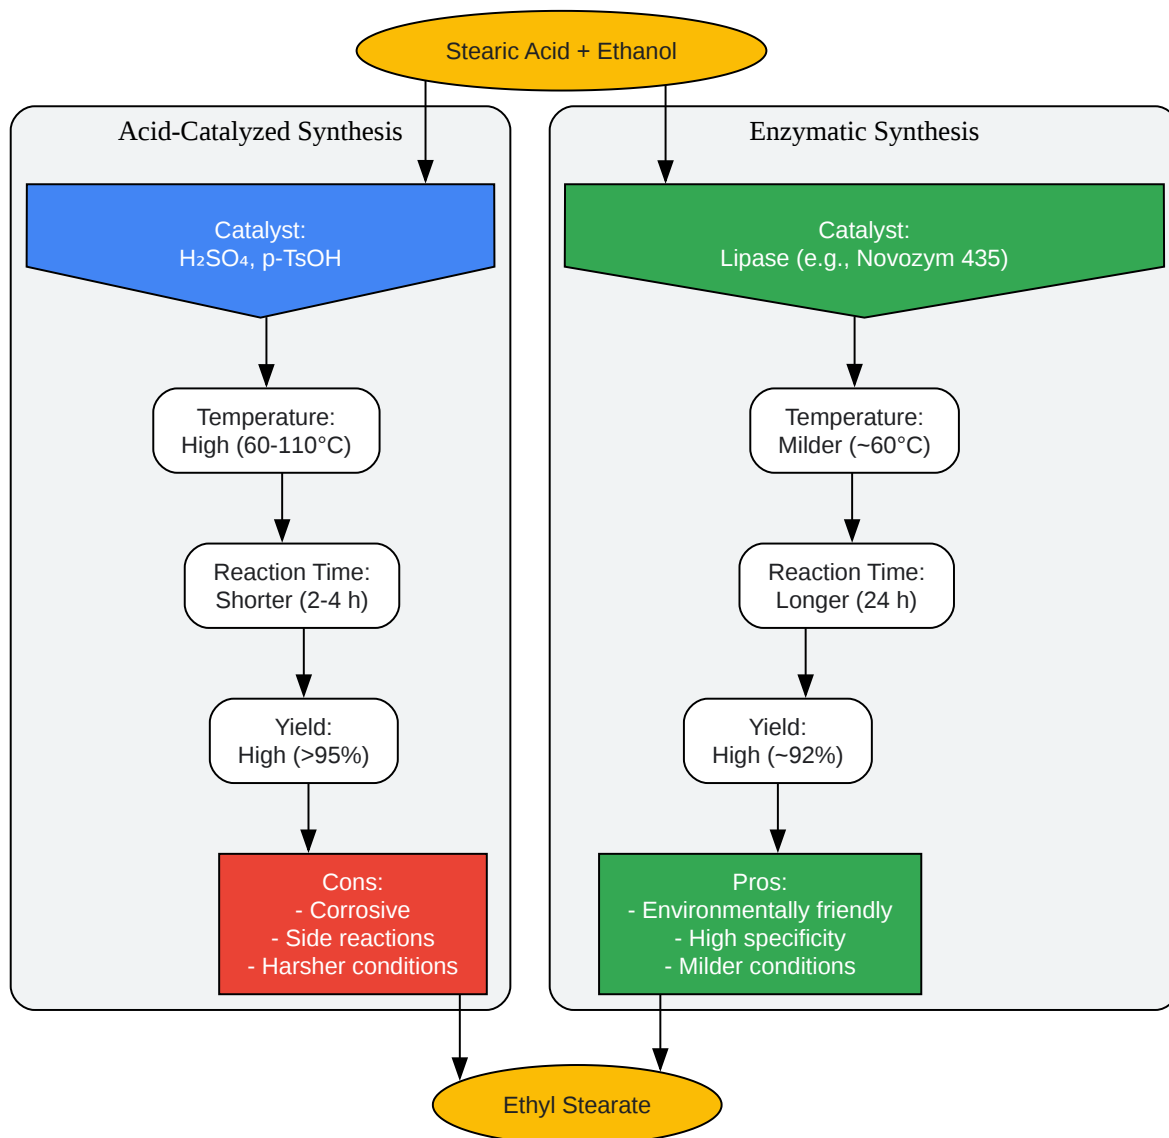 Stearic Acid + Ethanol
Acid-Catalyzed Synthesis
Catalyst:
H₂SO₄, p-TsOH
Temperature:
High (60-110°C)
Reaction Time:
Shorter (2-4 h)
Yield:
High (>95%)
Cons:
- Corrosive
- Side reactions
- Harsher conditions
Enzymatic Synthesis
Catalyst:
Lipase (e.g., Novozym 435)
Temperature:
Milder (~60°C)
Reaction Time:
Longer (24 h)
Yield:
High (~92%)
Pros:
- Environmentally friendly
- High specificity
- Milder conditions
Ethyl Stearate